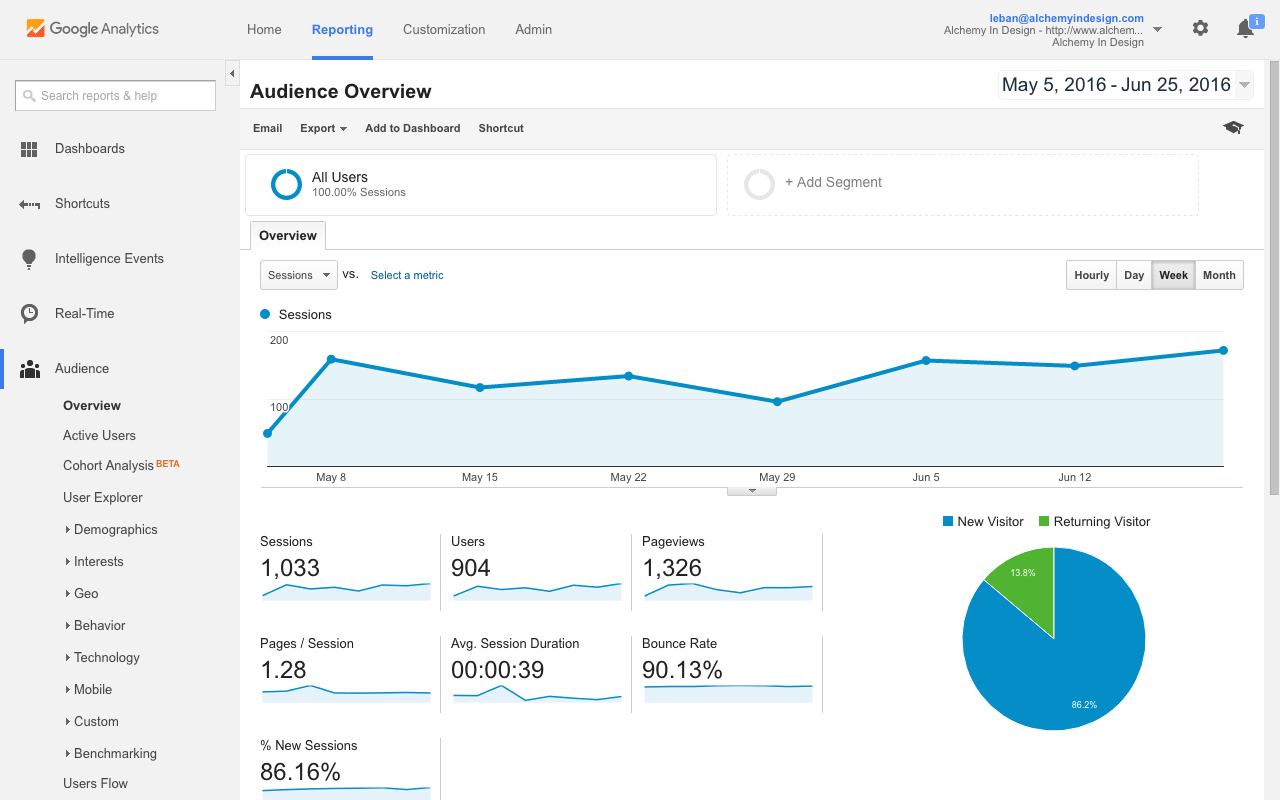 Google Analytics
Home Reporting Customization Admin
leban@alchemyindesign.com
Alchemy In Design - http://www.alchem...
Alchemy In Design
i
Search reports & help
Dashboards
Shortcuts
Intelligence Events
Real-Time
Audience
Overview
Active Users
Cohort Analysis BETA
User Explorer
Demographics
Interests
Geo
Behavior
Technology
Mobile
Custom
Benchmarking
Users Flow
Audience Overview
May 5, 2016 - Jun 25, 2016
Email Export Add to Dashboard Shortcut
All Users
100.00% Sessions
+ Add Segment
Overview
Sessions vs. Select a metric
Hourly Day Week Month
Sessions
200
100
May 8 May 15 May 22 May 29 Jun 5 Jun 12
New Visitor Returning Visitor
13.8%
86.2%
Sessions
1,033
Users
904
Pageviews
1,326
Pages / Session
1.28
Avg. Session Duration
00:00:39
Bounce Rate
90.13%
% New Sessions
86.16%